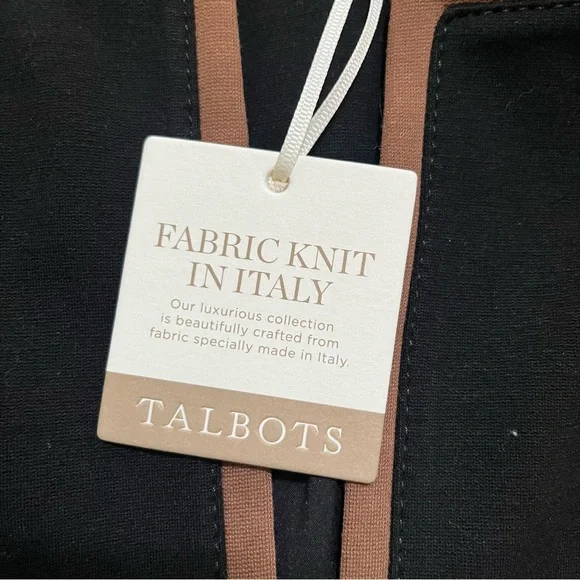 FABRIC KNIT
IN ITALY
Our luxurious collection
is beautifully crafted from
fabric specially made in Italy.
TALBOTS